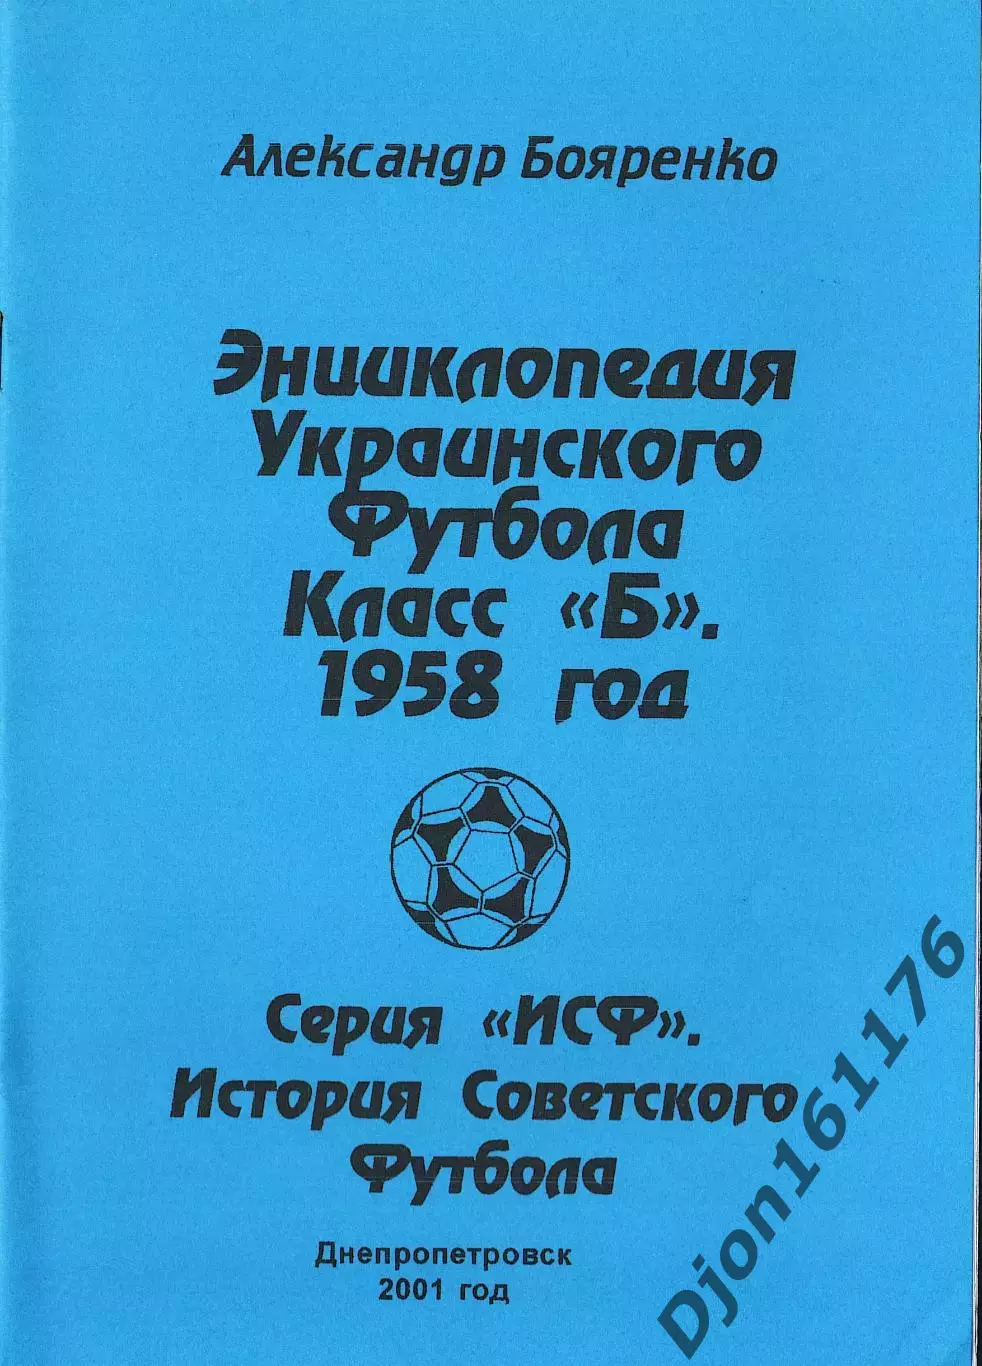 Александр Бояренко
Энциклопедия
Украинского
Футбола
Класс «Б».
1958 год
Серия «ИСФ».
История Советского
Футбола
Днепропетровск
2001 год
Djon161176